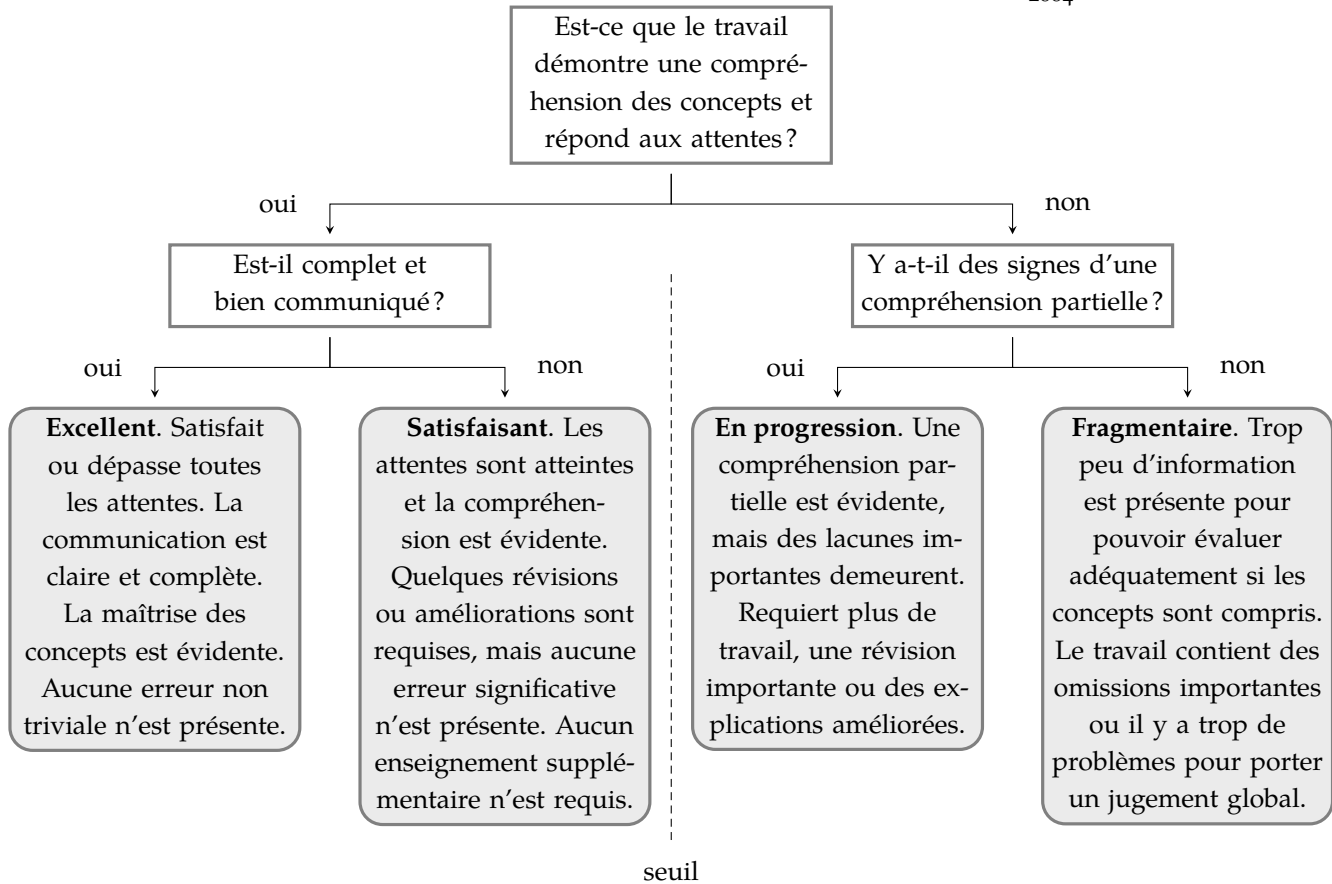 Est-ce que le travail
démontre une compré-
hension des concepts et
répond aux attentes ?
oui
non
Est-il complet et
bien communiqué ?
Y a-t-il des signes d'une
compréhension partielle ?
oui
non
oui
non
Excellent. Satisfait
ou dépasse toutes
les attentes. La
communication est
claire et complète.
La maîtrise des
concepts est évidente.
Aucune erreur non
triviale n'est présente.
Satisfaisant. Les
attentes sont atteintes
et la compréhen-
sion est évidente.
Quelques révisions
ou améliorations sont
requises, mais aucune
erreur significative
n'est présente. Aucun
enseignement supplé-
mentaire n'est requis.
En progression. Une
compréhension par-
tielle est évidente,
mais des lacunes im-
portantes demeurent.
Requiert plus de
travail, une révision
importante ou des ex-
plications améliorées.
Fragmentaire. Trop
peu d'information
est présente pour
pouvoir évaluer
adéquatement si les
concepts sont compris.
Le travail contient des
omissions importantes
ou il y a trop de
problèmes pour porter
un jugement global.
seuil